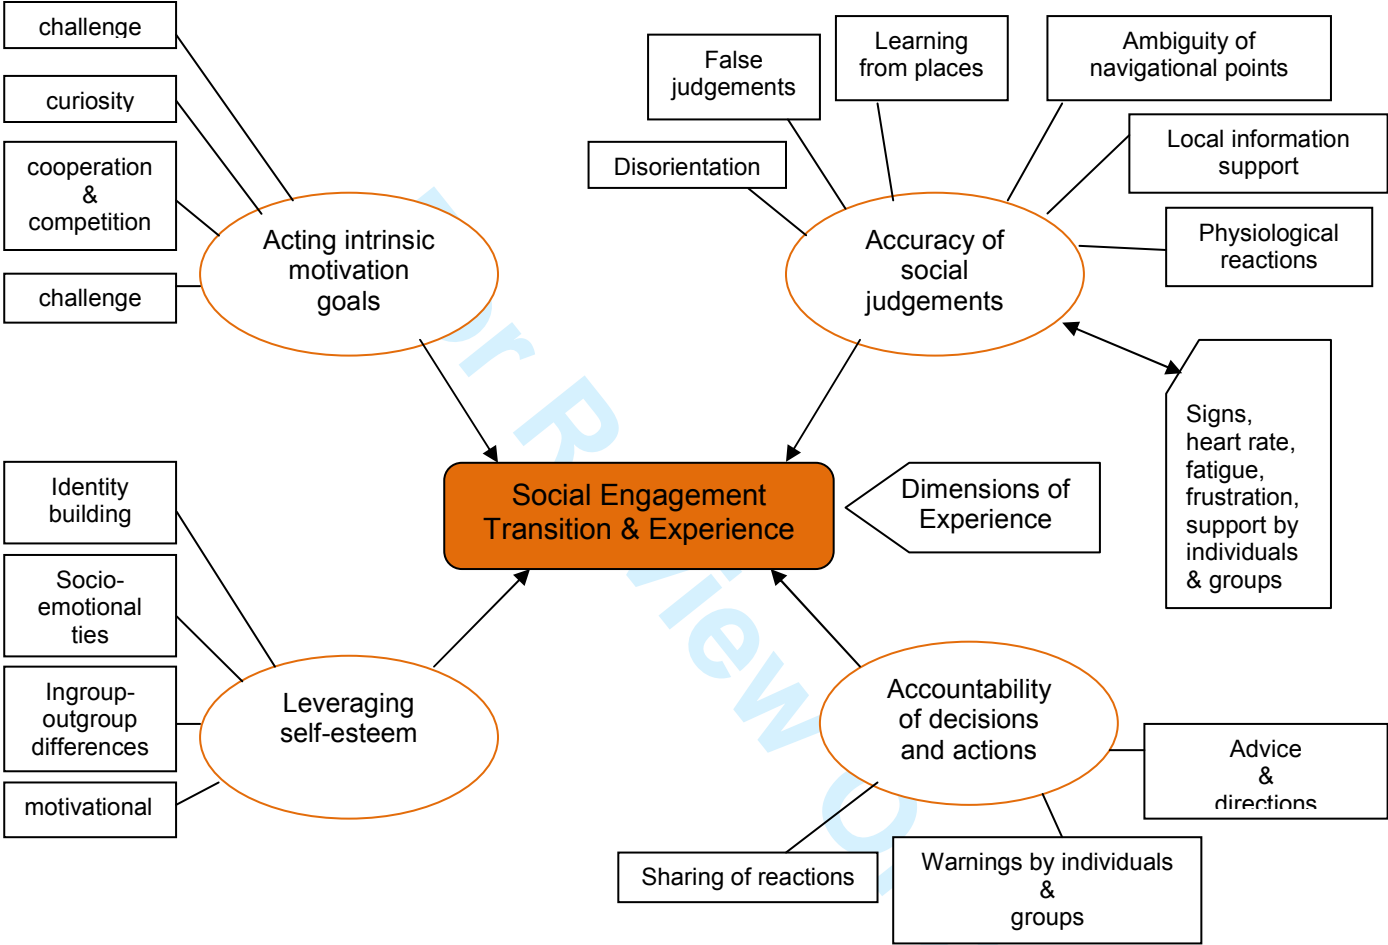 challenge
curiosity
cooperation
&
competition
challenge
Acting intrinsic
motivation
goals
Disorientation
False
judgements
Learning
from places
Ambiguity of
navigational points
Local information
support
Physiological
reactions
Accuracy of
social
judgements
Signs,
heart rate,
fatigue,
frustration,
support by
individuals
& groups
Social Engagement
Transition & Experience
Dimensions of
Experience
Identity
building
Socio-
emotional
ties
Ingroup-
outgroup
differences
motivational
Leveraging
self-esteem
Accountability
of decisions
and actions
Advice
&
directions
Sharing of reactions
Warnings by individuals
&
groups